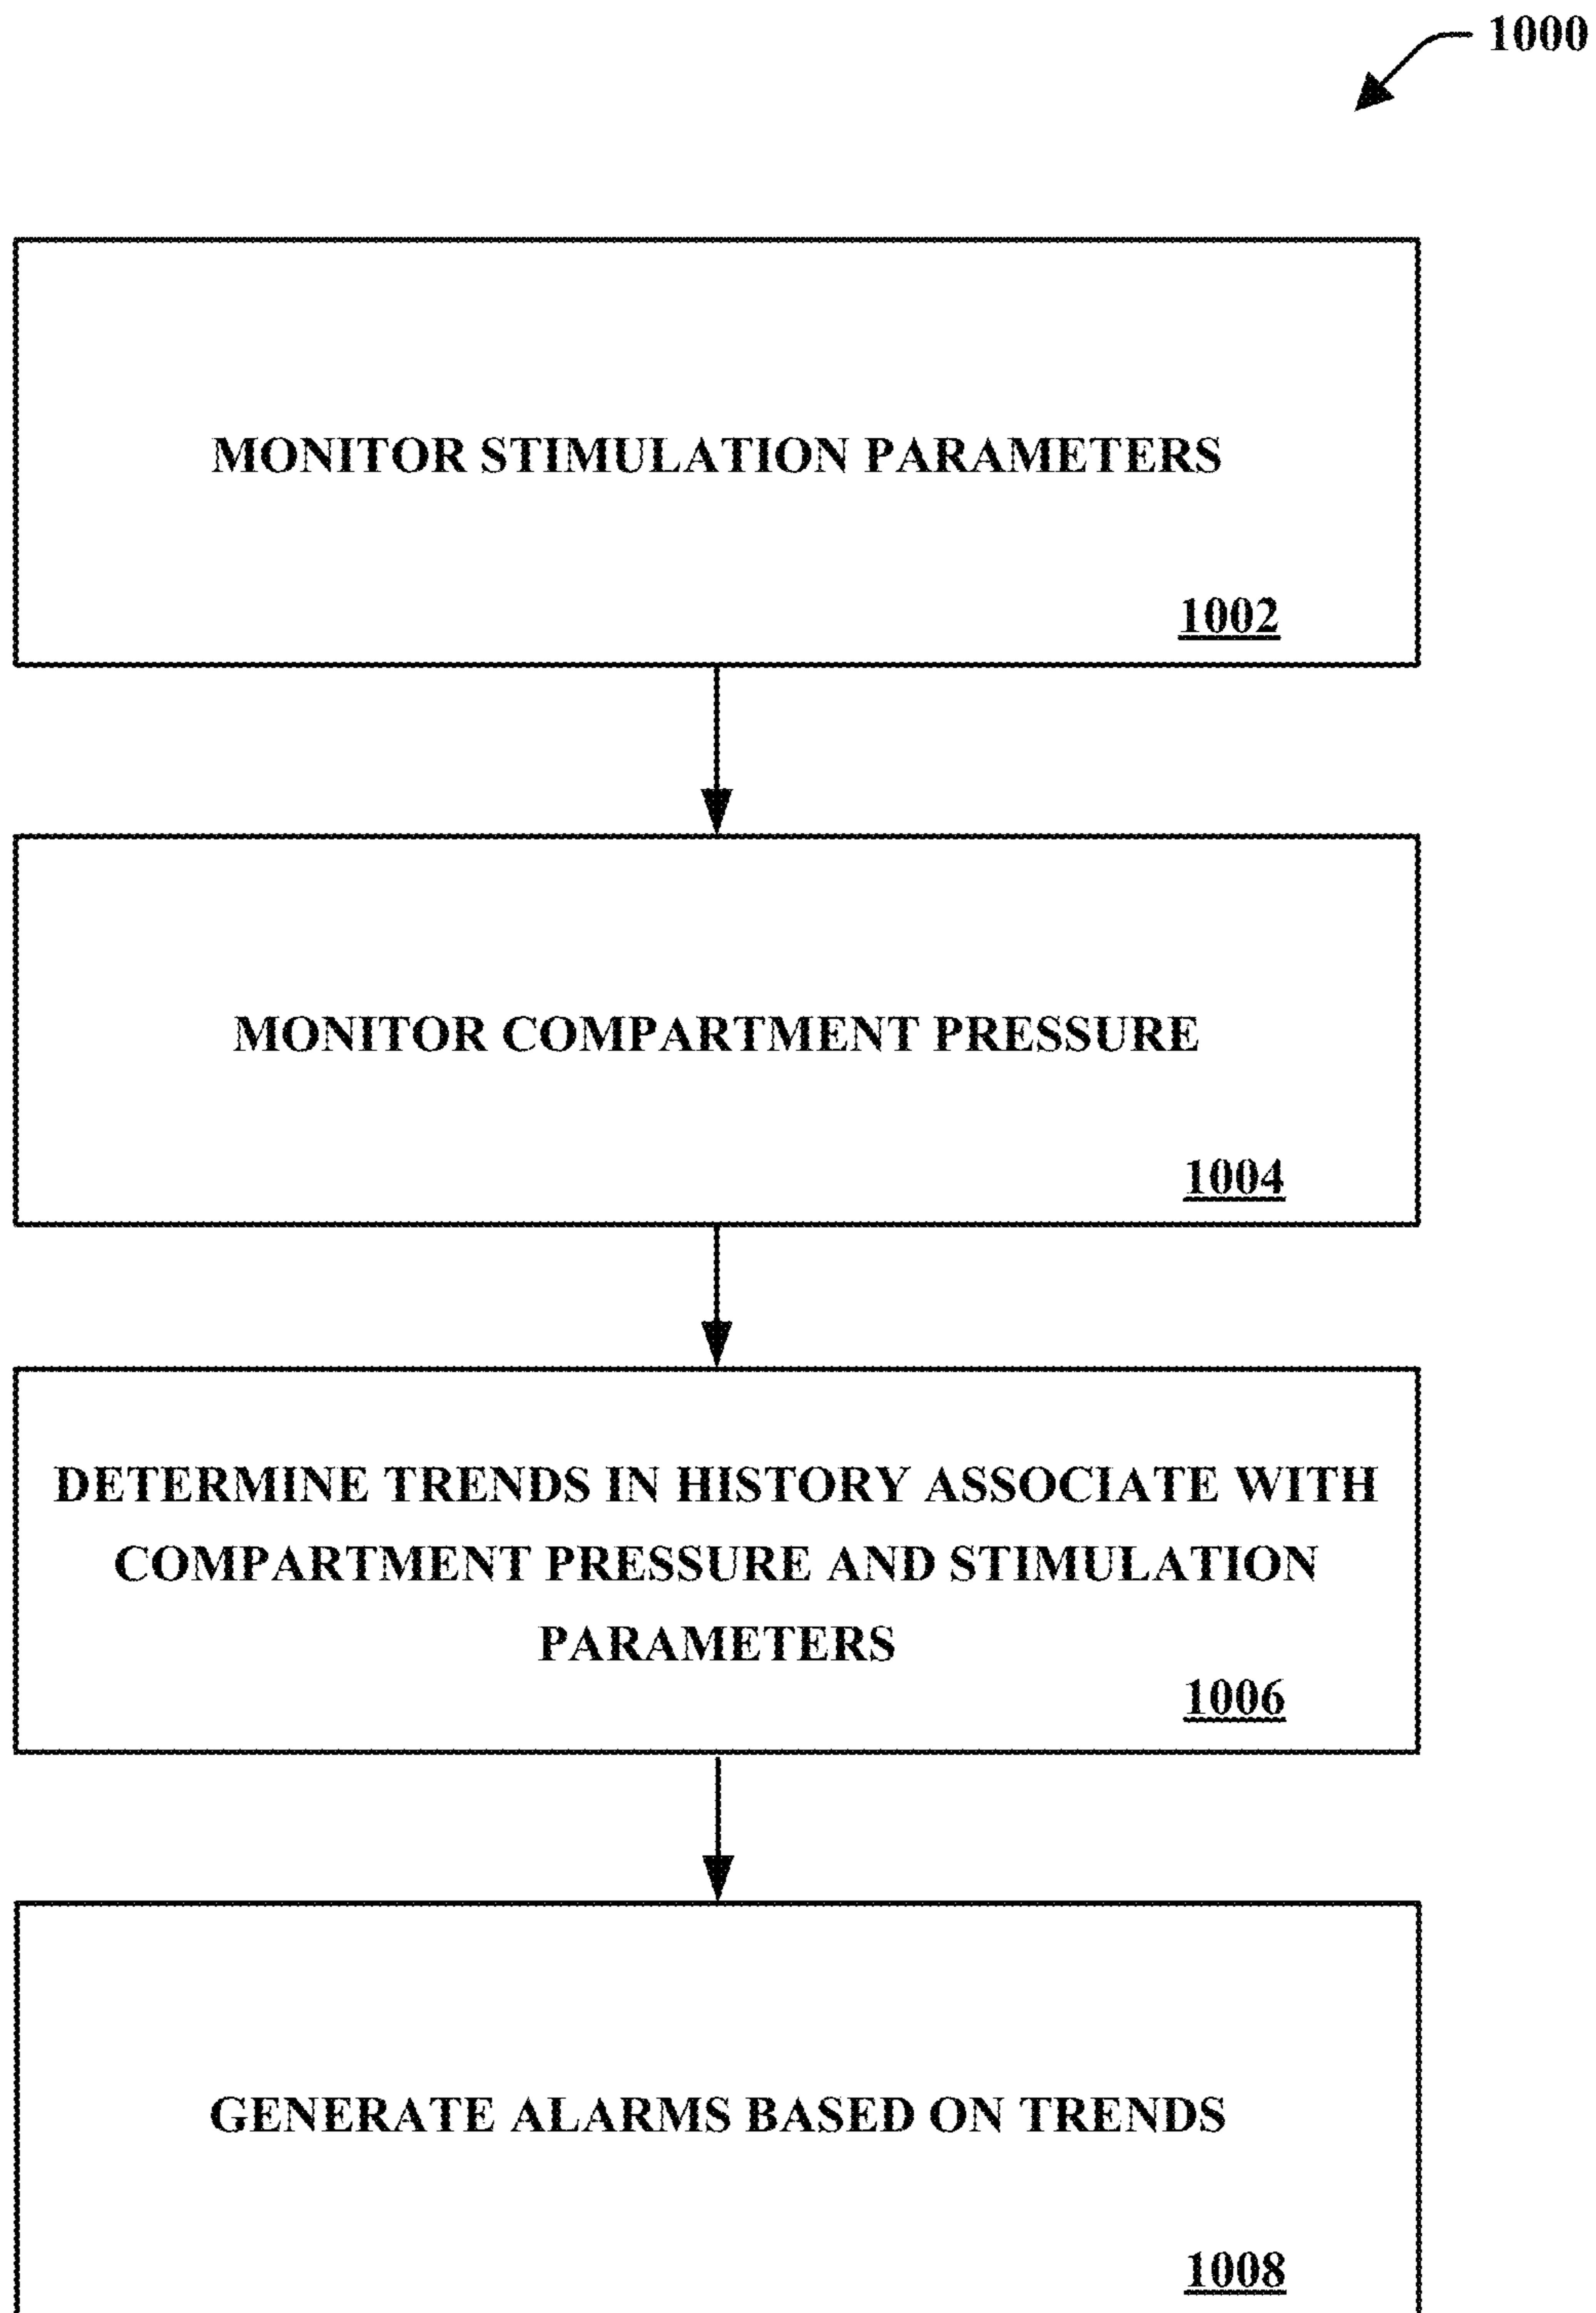 1000
MONITOR STIMULATION PARAMETERS
1002
MONITOR COMPARTMENT PRESSURE
1004
DETERMINE TRENDS IN HISTORY ASSOCIATE WITH
COMPARTMENT PRESSURE AND STIMULATION
PARAMETERS
1006
GENERATE ALARMS BASED ON TRENDS
1008